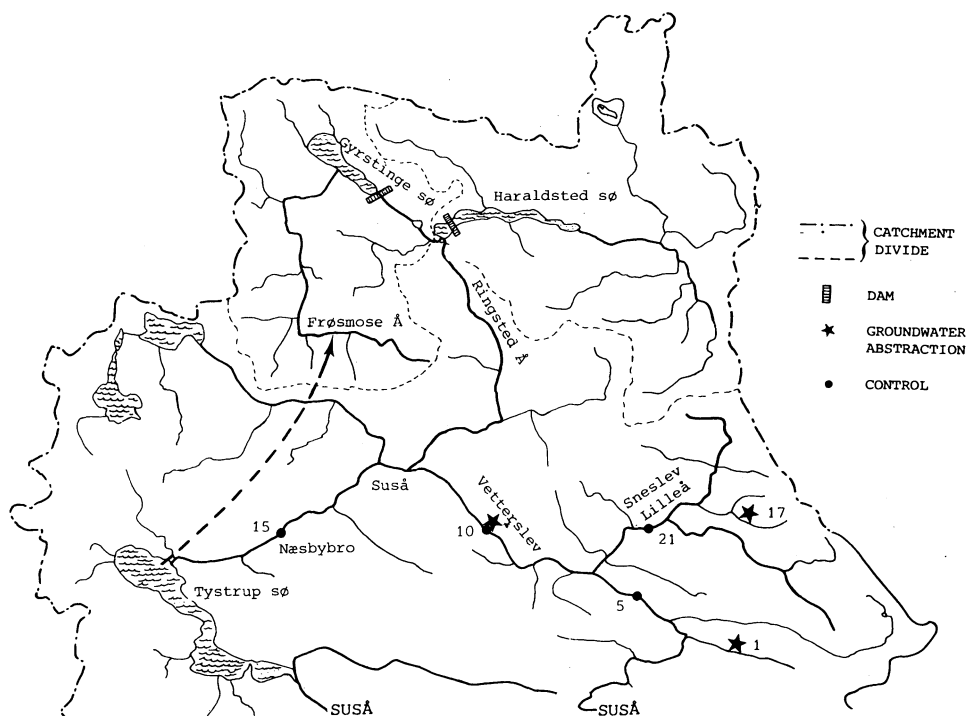 Gyrstinge sø
Haraldsted sø
CATCHMENT
DIVIDE
DAM
GROUNDWATER
ABSTRACTION
CONTROL
Ringsted Å
Frøsmose Å
Suså
Vetterslev
Sneslev
Lilleå
17
15
10
21
Næsbybro
Tystrup sø
5
1
SUSÅ
SUSÅ